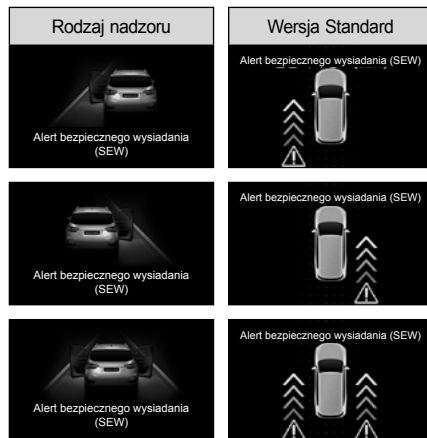 Rodzaj nadzoru
Wersja Standard
Alert bezpiecznego wysiadania
(SEW)
Alert bezpiecznego wysiadania (SEW)
Alert bezpiecznego wysiadania
(SEW)
Alert bezpiecznego wysiadania (SEW)
Alert bezpiecznego wysiadania
(SEW)
Alert bezpiecznego wysiadania (SEW)